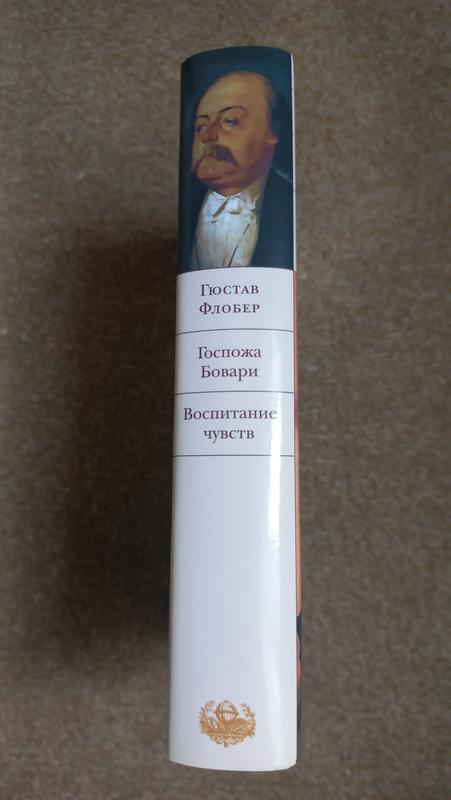 Гюстав
Флобер
Госпожа
Бовари
Воспитание
чувств